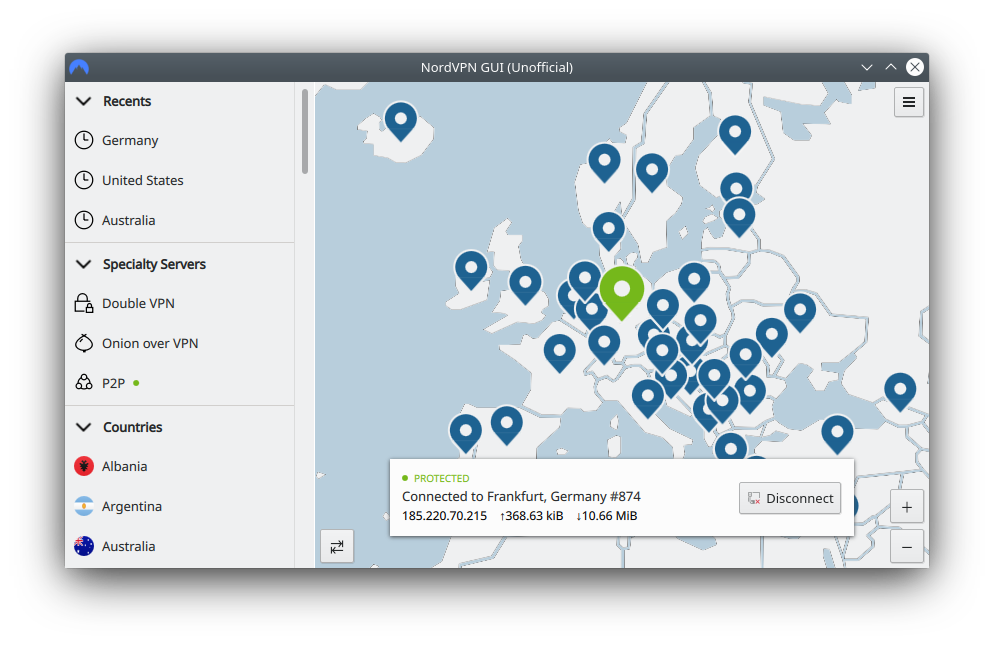 NordVPN GUI (Unofficial)
Recents
Germany
United States
Australia
Specialty Servers
Double VPN
Onion over VPN
P2P
Countries
Albania
Argentina
Australia
PROTECTED
Connected to Frankfurt, Germany #874
185.220.70.215 ↑368.63 kiB ↓10.66 MiB
Disconnect